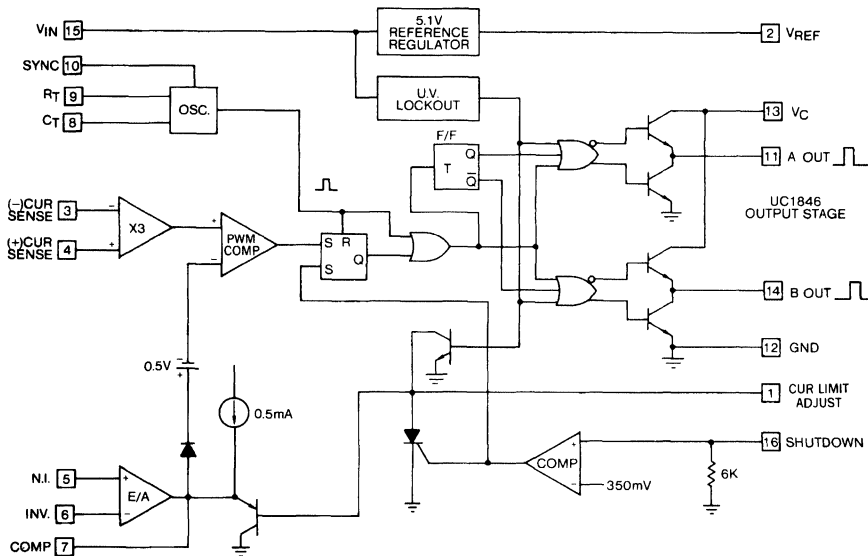 VIN 15
5.1V
REFERENCE
REGULATOR
2 VREF
SYNC 10
RT 9
CT 8
OSC.
U.V.
LOCKOUT
13 VC
F/F
T
Q
Q̅
11 A OUT
UC1846
OUTPUT STAGE
(–)CUR
SENSE 3
–
(+)CUR
SENSE 4
+
X3
+
–
PWM
COMP
S
R
Q
S
14 B OUT
12 GND
0.5V
–
+
0.5mA
1 CUR LIMIT
ADJUST
16 SHUTDOWN
COMP
+
–
350mV
6K
N.I. 5
+
INV. 6
–
E/A
COMP 7